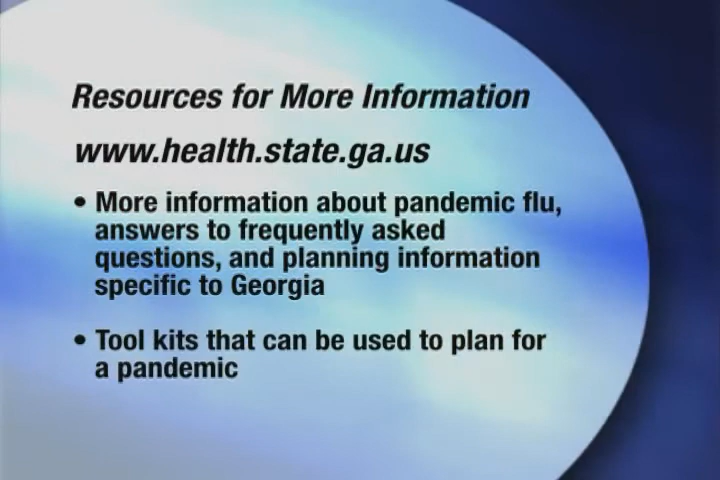 Resources for More Information
www.health.state.ga.us
• More information about pandemic flu,
answers to frequently asked
questions, and planning information
specific to Georgia
• Tool kits that can be used to plan for
a pandemic